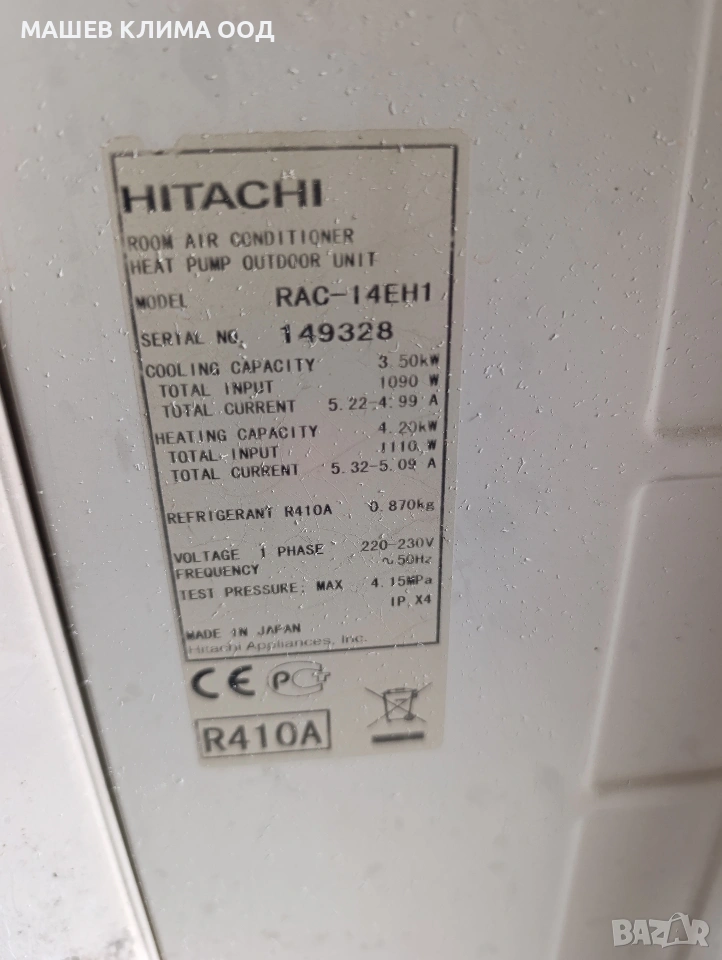 МАШЕВ КЛИМА ООД
HITACHI
ROOM AIR CONDITIONER
HEAT PUMP OUTDOOR UNIT
MODEL RAC-14EH1
SERIAL NO. 149328
COOLING CAPACITY 3.50kW
TOTAL INPUT 1090 W
TOTAL CURRENT 5.22-4.99 A
HEATING CAPACITY 4.20kW
TOTAL INPUT 1110 W
TOTAL CURRENT 5.32-5.09 A
REFRIGERANT R410A 0.870kg
VOLTAGE 1 PHASE 220-230V
FREQUENCY ~50Hz
TEST PRESSURE: MAX 4.15MPa
IP X4
MADE IN JAPAN
Hitachi Appliances, Inc.
CE PCT
R410A
BAZAR